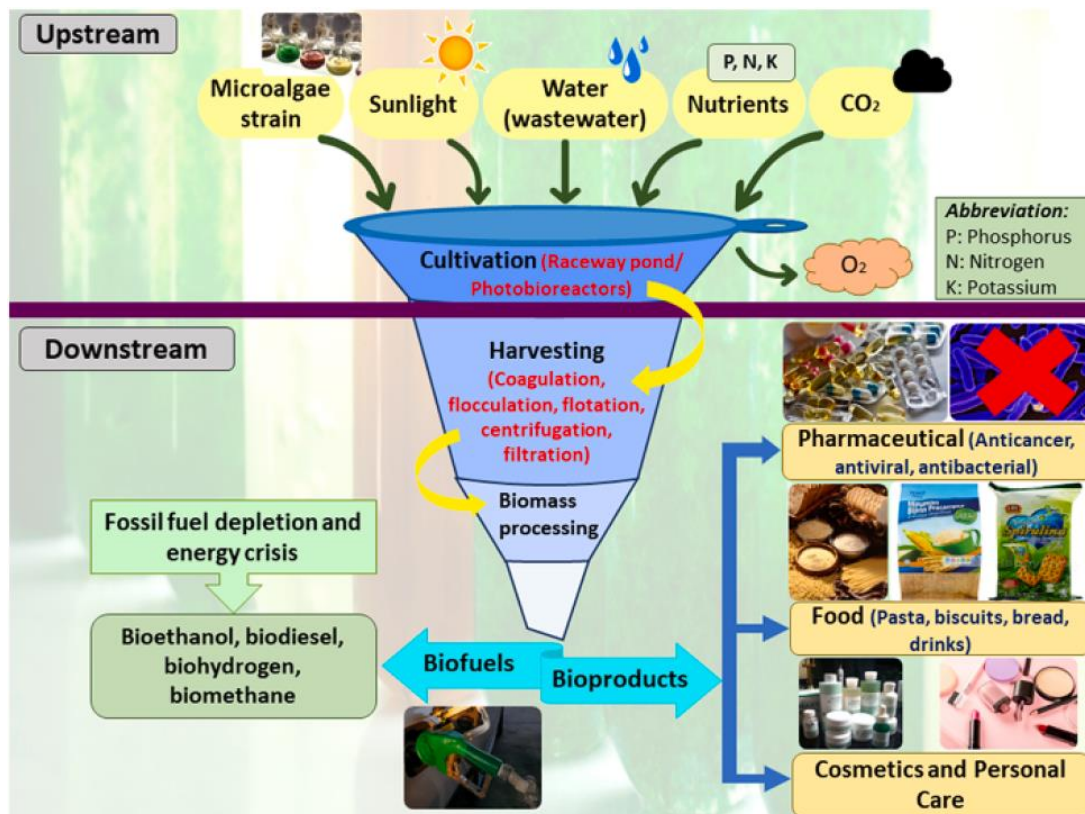 Upstream
Microalgae
strain
Sunlight
Water
(wastewater)
P, N, K
Nutrients
CO₂
Abbreviation:
P: Phosphorus
N: Nitrogen
K: Potassium
Cultivation (Raceway pond/
Photobioreactors)
O₂
Downstream
Harvesting
(Coagulation,
flocculation, flotation,
centrifugation,
filtration)
Biomass
processing
Fossil fuel depletion and
energy crisis
Bioethanol, biodiesel,
biohydrogen,
biomethane
Biofuels
Bioproducts
Pharmaceutical (Anticancer,
antiviral, antibacterial)
Spirulina
Food (Pasta, biscuits, bread,
drinks)
Cosmetics and Personal
Care